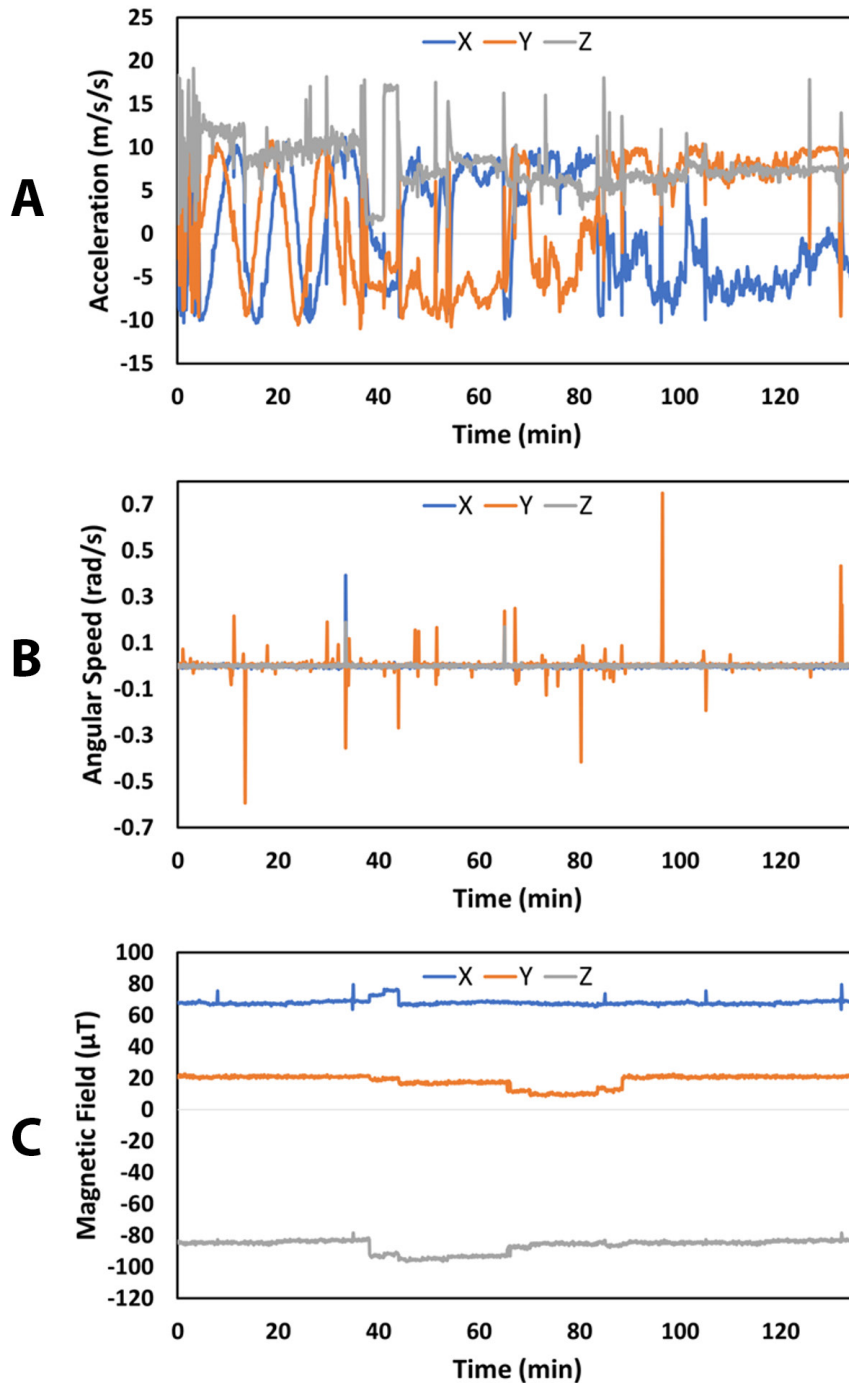 A
Acceleration (m/s/s)
X Y Z
25
20
15
10
5
0
-5
-10
-15
0 20 40 60 80 100 120
Time (min)
B
Angular Speed (rad/s)
X Y Z
0.7
0.5
0.3
0.1
-0.1
-0.3
-0.5
-0.7
0 20 40 60 80 100 120
Time (min)
C
Magnetic Field (μT)
X Y Z
100
80
60
40
20
0
-20
-40
-60
-80
-100
-120
0 20 40 60 80 100 120
Time (min)